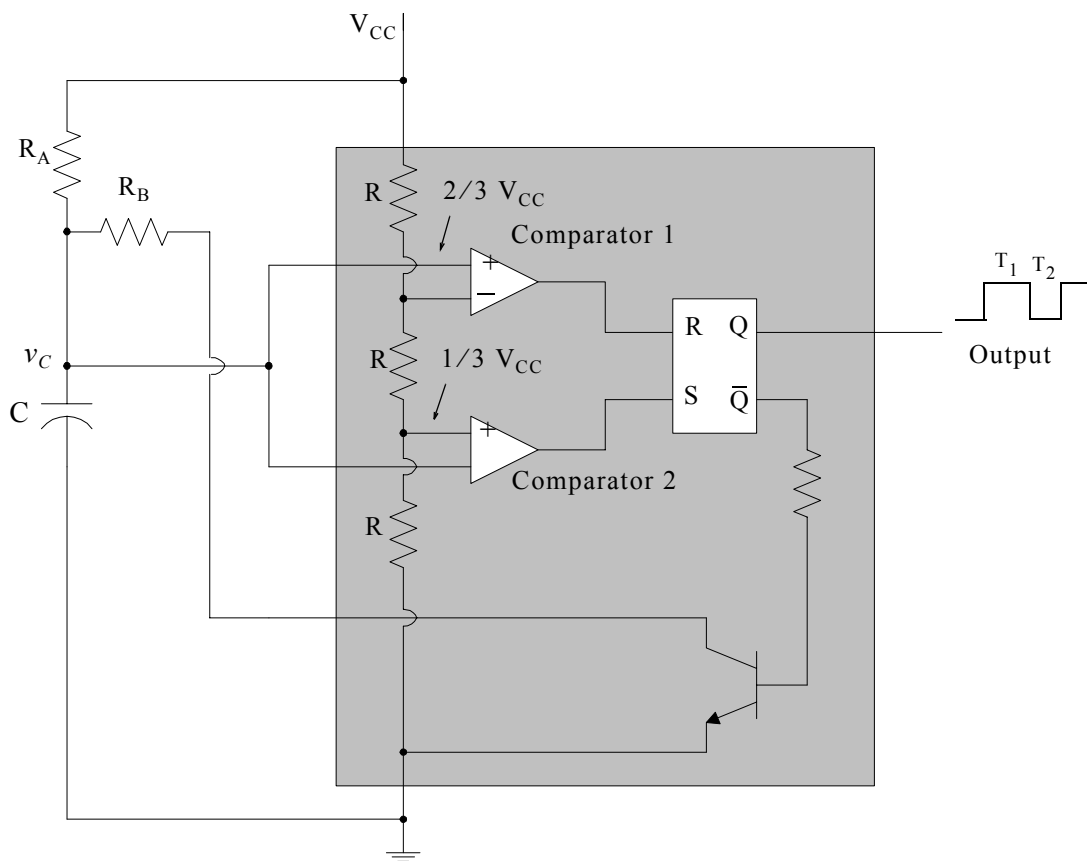 V_CC
R_A
R_B
R
2/3 V_CC
Comparator 1
+
−
T_1 T_2
R Q
Output
v_C
R
1/3 V_CC
S Q̅
C
+
Comparator 2
R